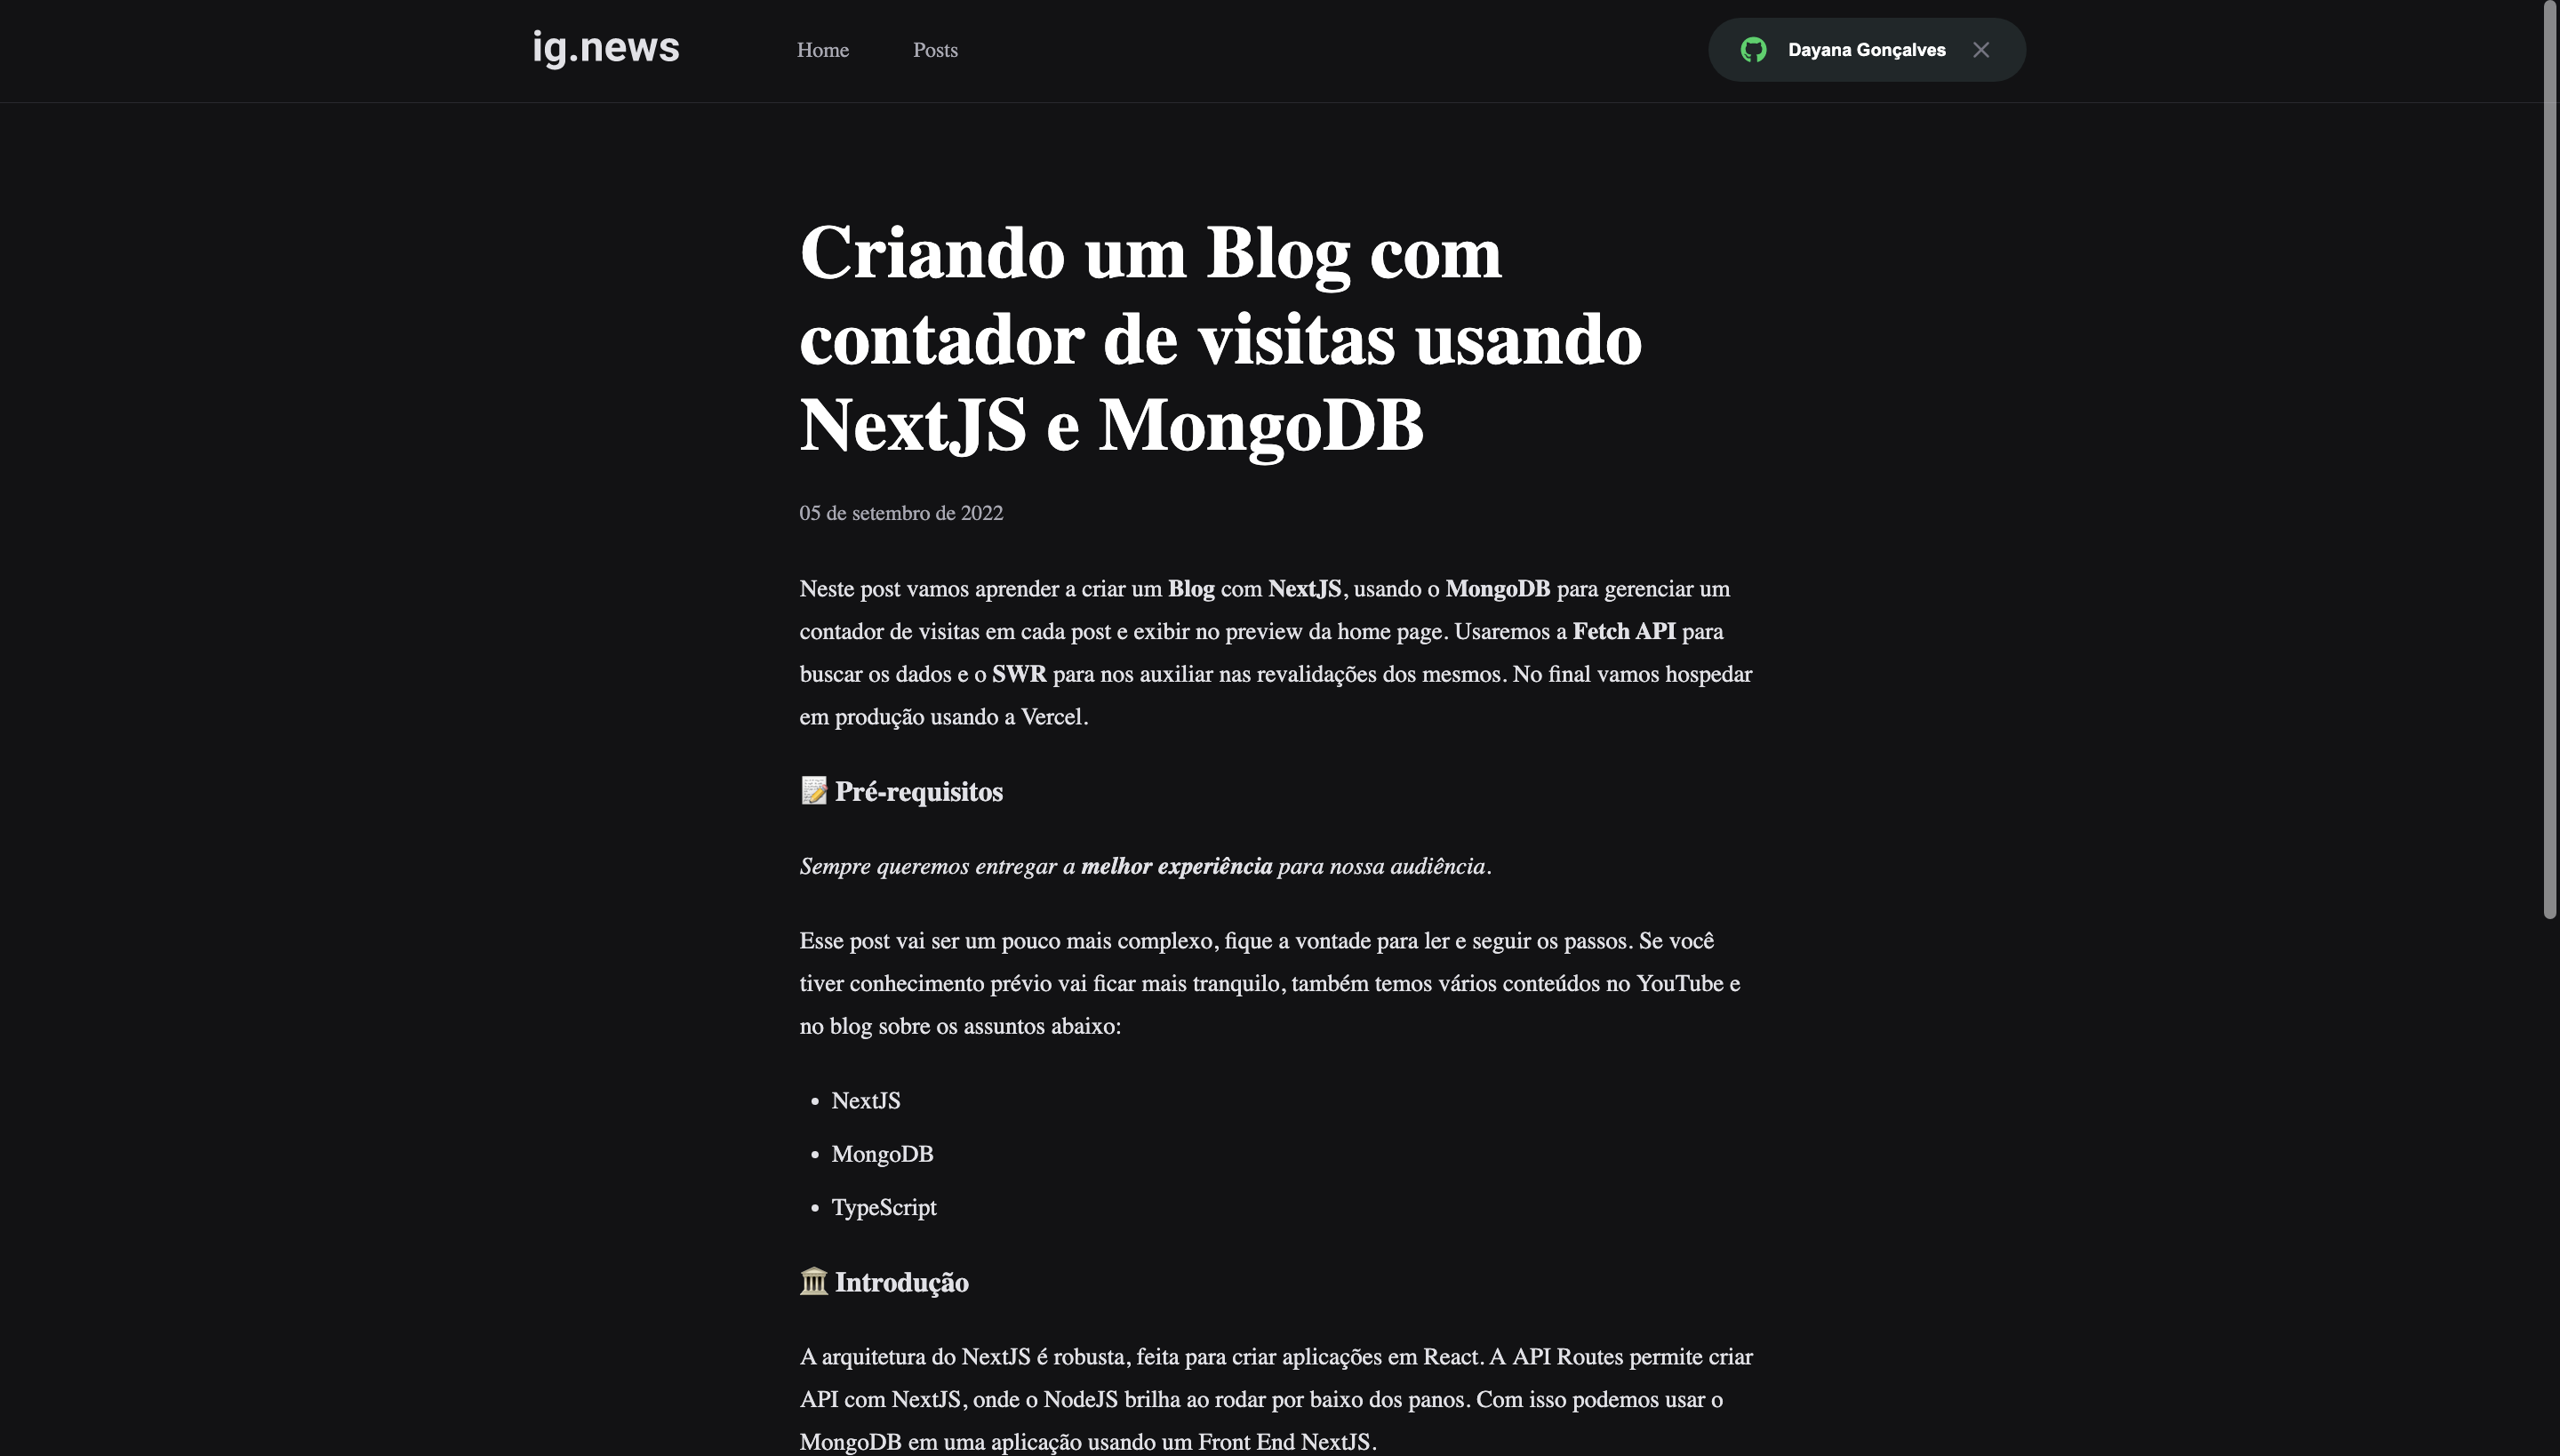 ig.news
Home
Posts
Dayana Gonçalves
Criando um Blog com
contador de visitas usando
NextJS e MongoDB
05 de setembro de 2022
Neste post vamos aprender a criar um Blog com NextJS, usando o MongoDB para gerenciar um
contador de visitas em cada post e exibir no preview da home page. Usaremos a Fetch API para
buscar os dados e o SWR para nos auxiliar nas revalidações dos mesmos. No final vamos hospedar
em produção usando a Vercel.
📝 Pré-requisitos
Sempre queremos entregar a melhor experiência para nossa audiência.
Esse post vai ser um pouco mais complexo, fique a vontade para ler e seguir os passos. Se você
tiver conhecimento prévio vai ficar mais tranquilo, também temos vários conteúdos no YouTube e
no blog sobre os assuntos abaixo:
• NextJS
• MongoDB
• TypeScript
🏛️ Introdução
A arquitetura do NextJS é robusta, feita para criar aplicações em React. A API Routes permite criar
API com NextJS, onde o NodeJS brilha ao rodar por baixo dos panos. Com isso podemos usar o
MongoDB em uma aplicação usando um Front End NextJS.